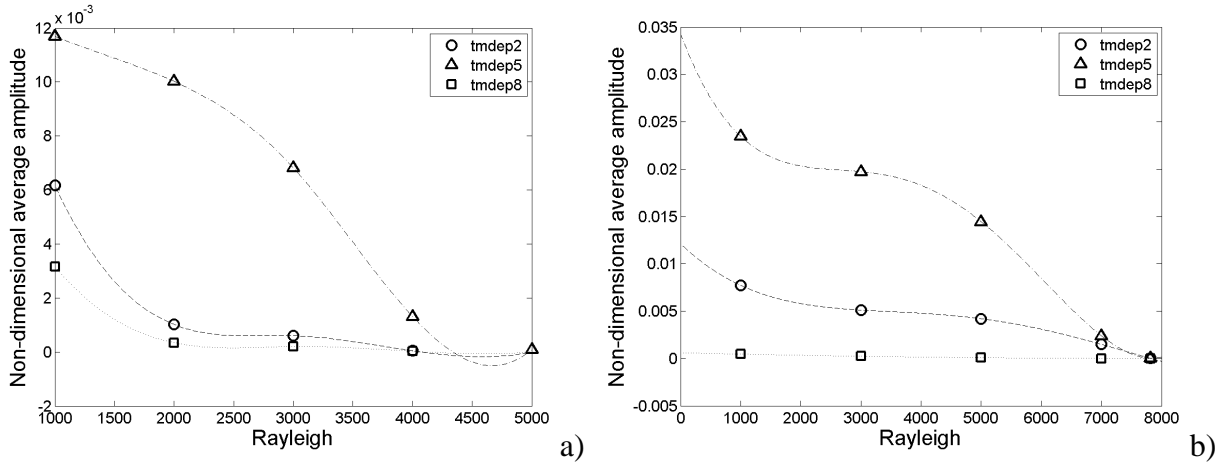 12 x 10^-3
10
8
6
4
2
0
-2
1000 1500 2000 2500 3000 3500 4000 4500 5000
Non-dimensional average amplitude
Rayleigh
tmdep2
tmdep5
tmdep8
a)
0.035
0.03
0.025
0.02
0.015
0.01
0.005
0
-0.005
0 1000 2000 3000 4000 5000 6000 7000 8000
Non-dimensional average amplitude
Rayleigh
tmdep2
tmdep5
tmdep8
b)